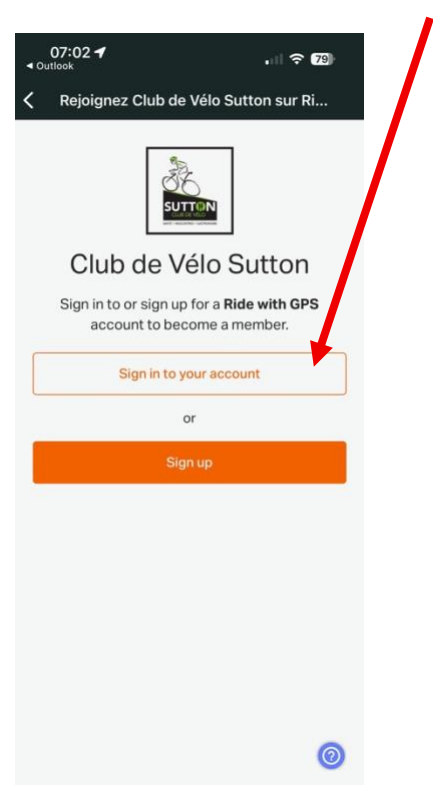 07:02
79
◀ Outlook
Rejoignez Club de Vélo Sutton sur Ri...
SUTTON
CLUB DE VÉLO
Club de Vélo Sutton
Sign in to or sign up for a Ride with GPS
account to become a member.
Sign in to your account
or
Sign up
?